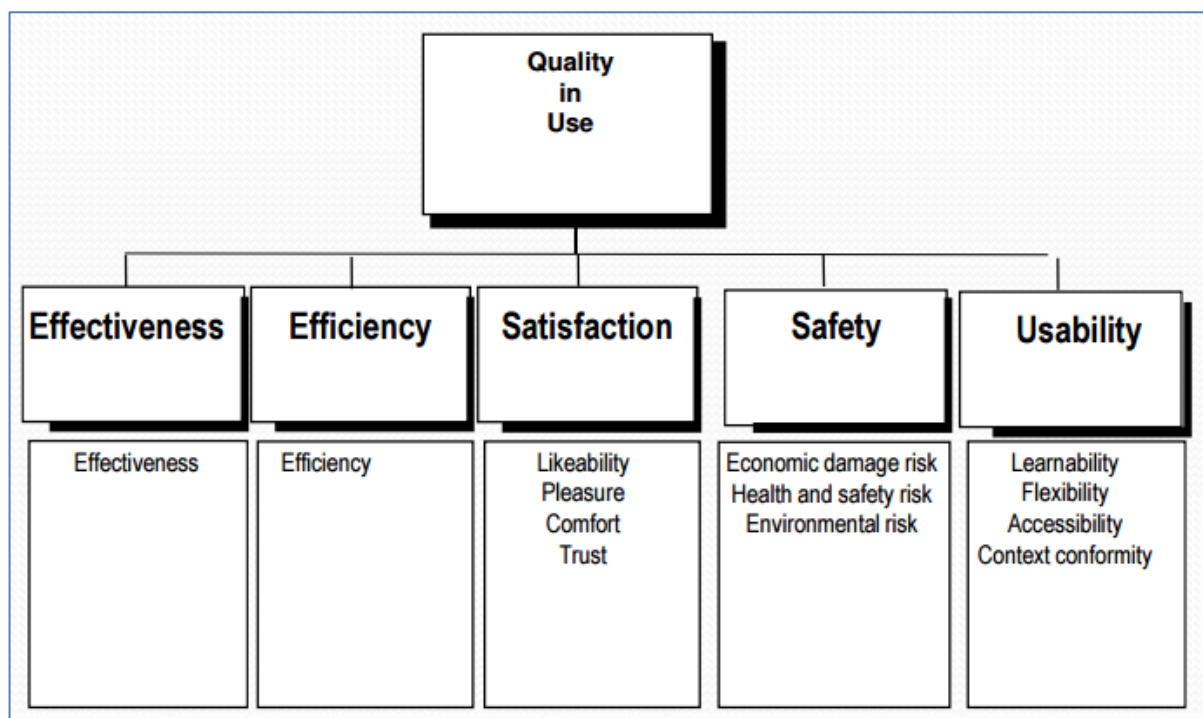 Quality
in
Use
Effectiveness
Efficiency
Satisfaction
Safety
Usability
Effectiveness
Efficiency
Likeability
Pleasure
Comfort
Trust
Economic damage risk
Health and safety risk
Environmental risk
Learnability
Flexibility
Accessibility
Context conformity